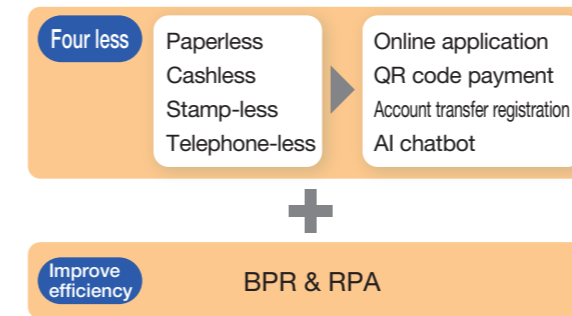 Four less
Paperless
Cashless
Stamp-less
Telephone-less
Online application
QR code payment
Account transfer registration
AI chatbot
Improve
efficiency
BPR & RPA